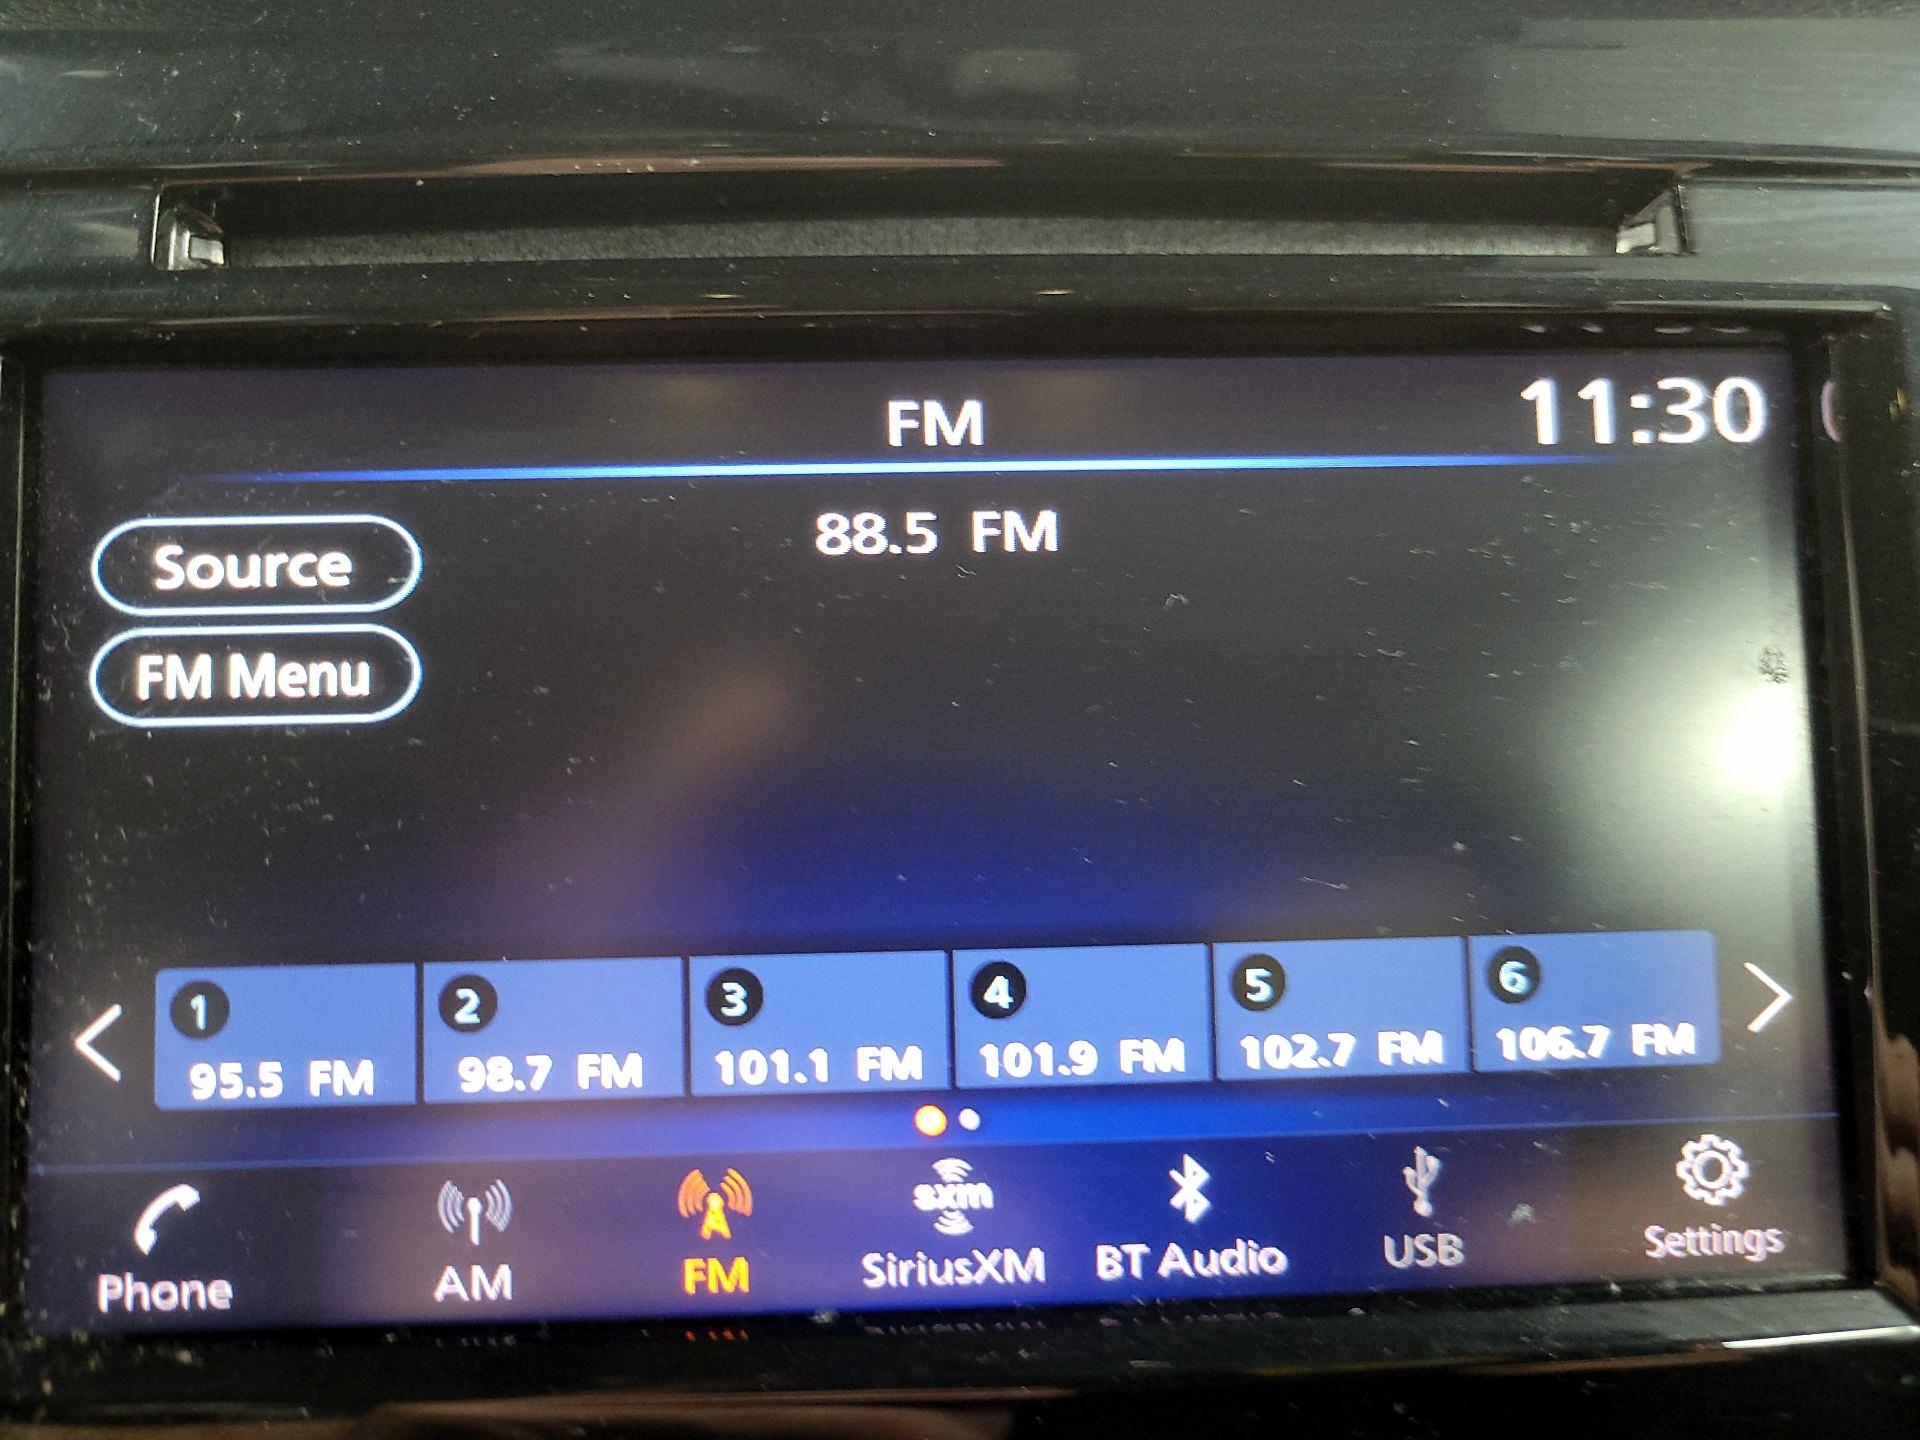 FM
11:30
88.5 FM
Source
FM Menu
1
2
3
4
5
6
95.5 FM
98.7 FM
101.1 FM
101.9 FM
102.7 FM
106.7 FM
sxm
Phone
AM
FM
SiriusXM
BT Audio
USB
Settings